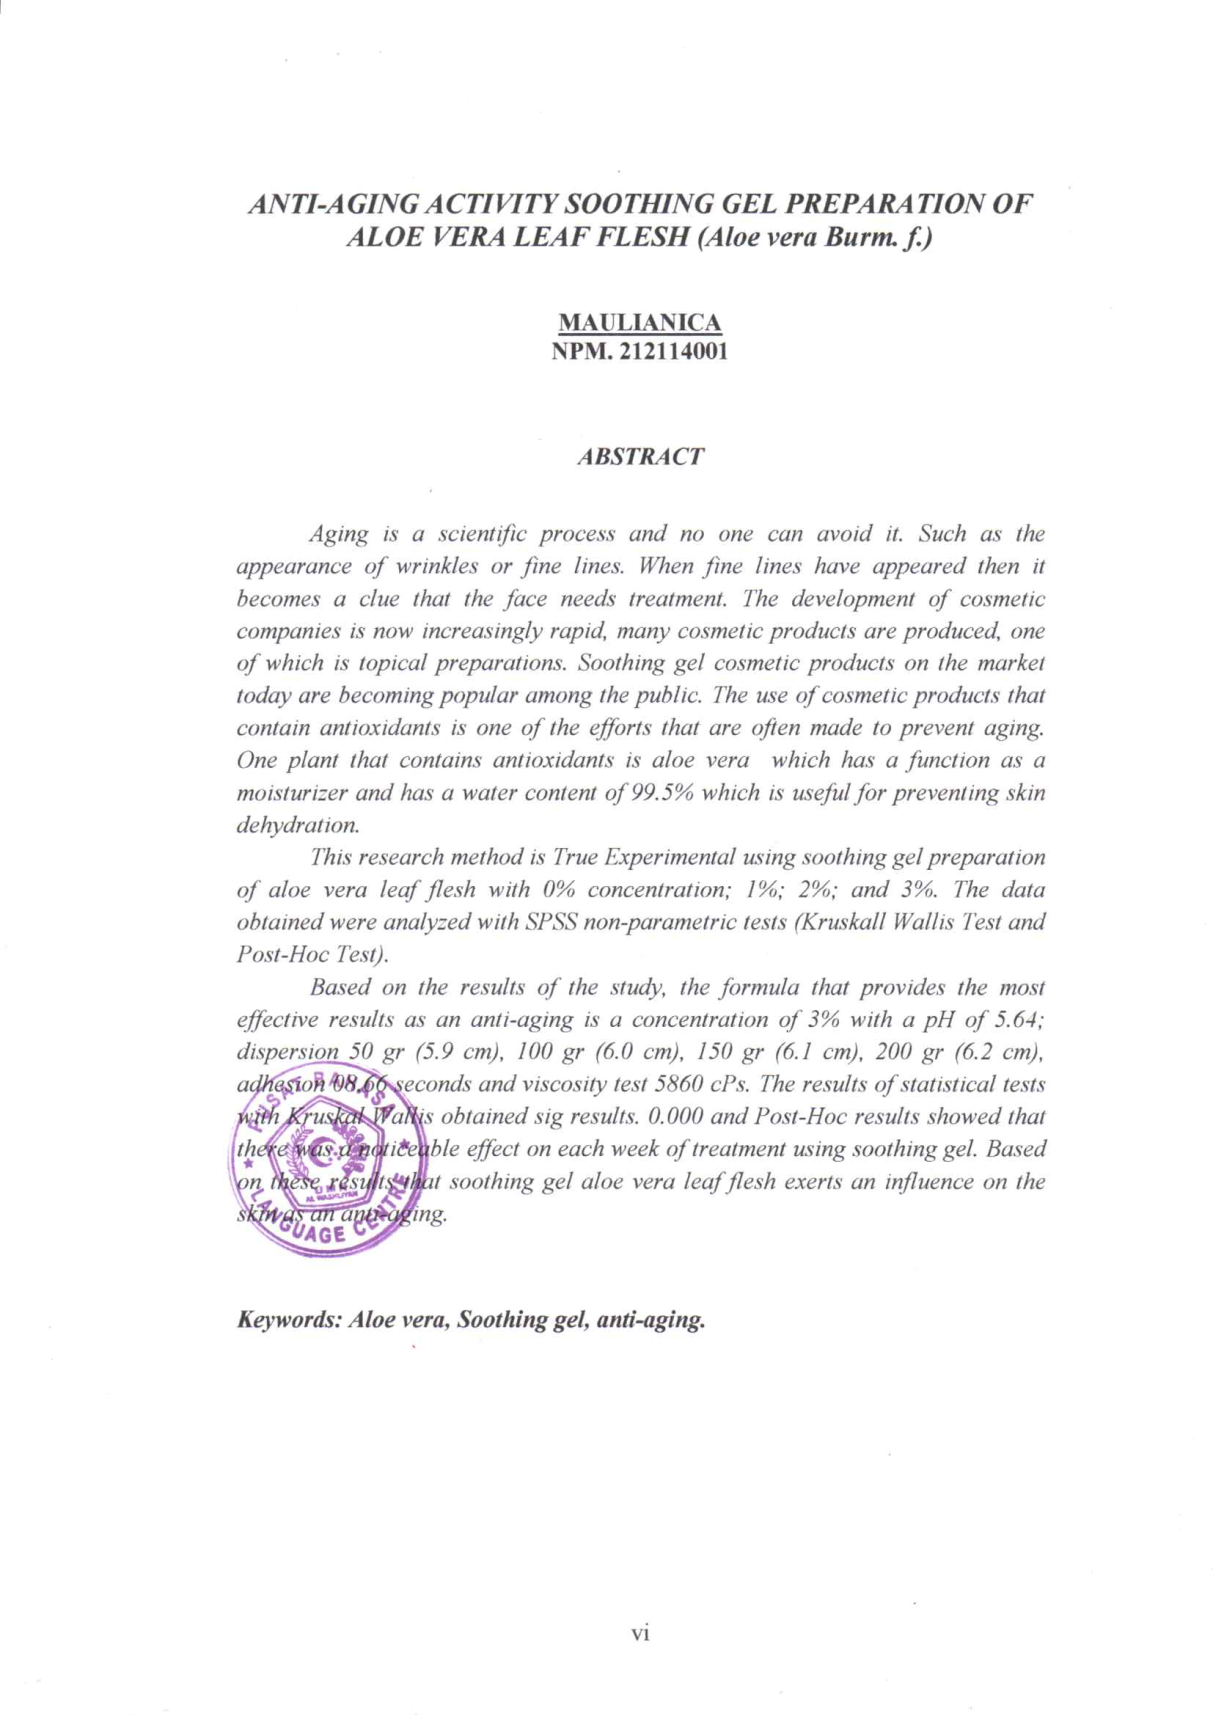 ANTI-AGING ACTIVITY SOOTHING GEL PREPARATION OF
ALOE VERA LEAF FLESH (Aloe vera Burm. f.)
MAULIANICA
NPM. 212114001
ABSTRACT
Aging is a scientific process and no one can avoid it. Such as the
appearance of wrinkles or fine lines. When fine lines have appeared then it
becomes a clue that the face needs treatment. The development of cosmetic
companies is now increasingly rapid, many cosmetic products are produced, one
of which is topical preparations. Soothing gel cosmetic products on the market
today are becoming popular among the public. The use of cosmetic products that
contain antioxidants is one of the efforts that are often made to prevent aging.
One plant that contains antioxidants is aloe vera which has a function as a
moisturizer and has a water content of 99.5% which is useful for preventing skin
dehydration.
This research method is True Experimental using soothing gel preparation
of aloe vera leaf flesh with 0% concentration; 1%; 2%; and 3%. The data
obtained were analyzed with SPSS non-parametric tests (Kruskall Wallis Test and
Post-Hoc Test).
Based on the results of the study, the formula that provides the most
effective results as an anti-aging is a concentration of 3% with a pH of 5.64;
dispersion 50 gr (5.9 cm), 100 gr (6.0 cm), 150 gr (6.1 cm), 200 gr (6.2 cm),
adhesion 08.66 seconds and viscosity test 5860 cPs. The results of statistical tests
with Kruskal Wallis obtained sig results. 0.000 and Post-Hoc results showed that
there was a noticeable effect on each week of treatment using soothing gel. Based
on these results that soothing gel aloe vera leaf flesh exerts an influence on the
skin as an anti-aging.
PUSAT BAHASA
AL WASHLIYAH
LANGUAGE CENTRE
Keywords: Aloe vera, Soothing gel, anti-aging.
vi